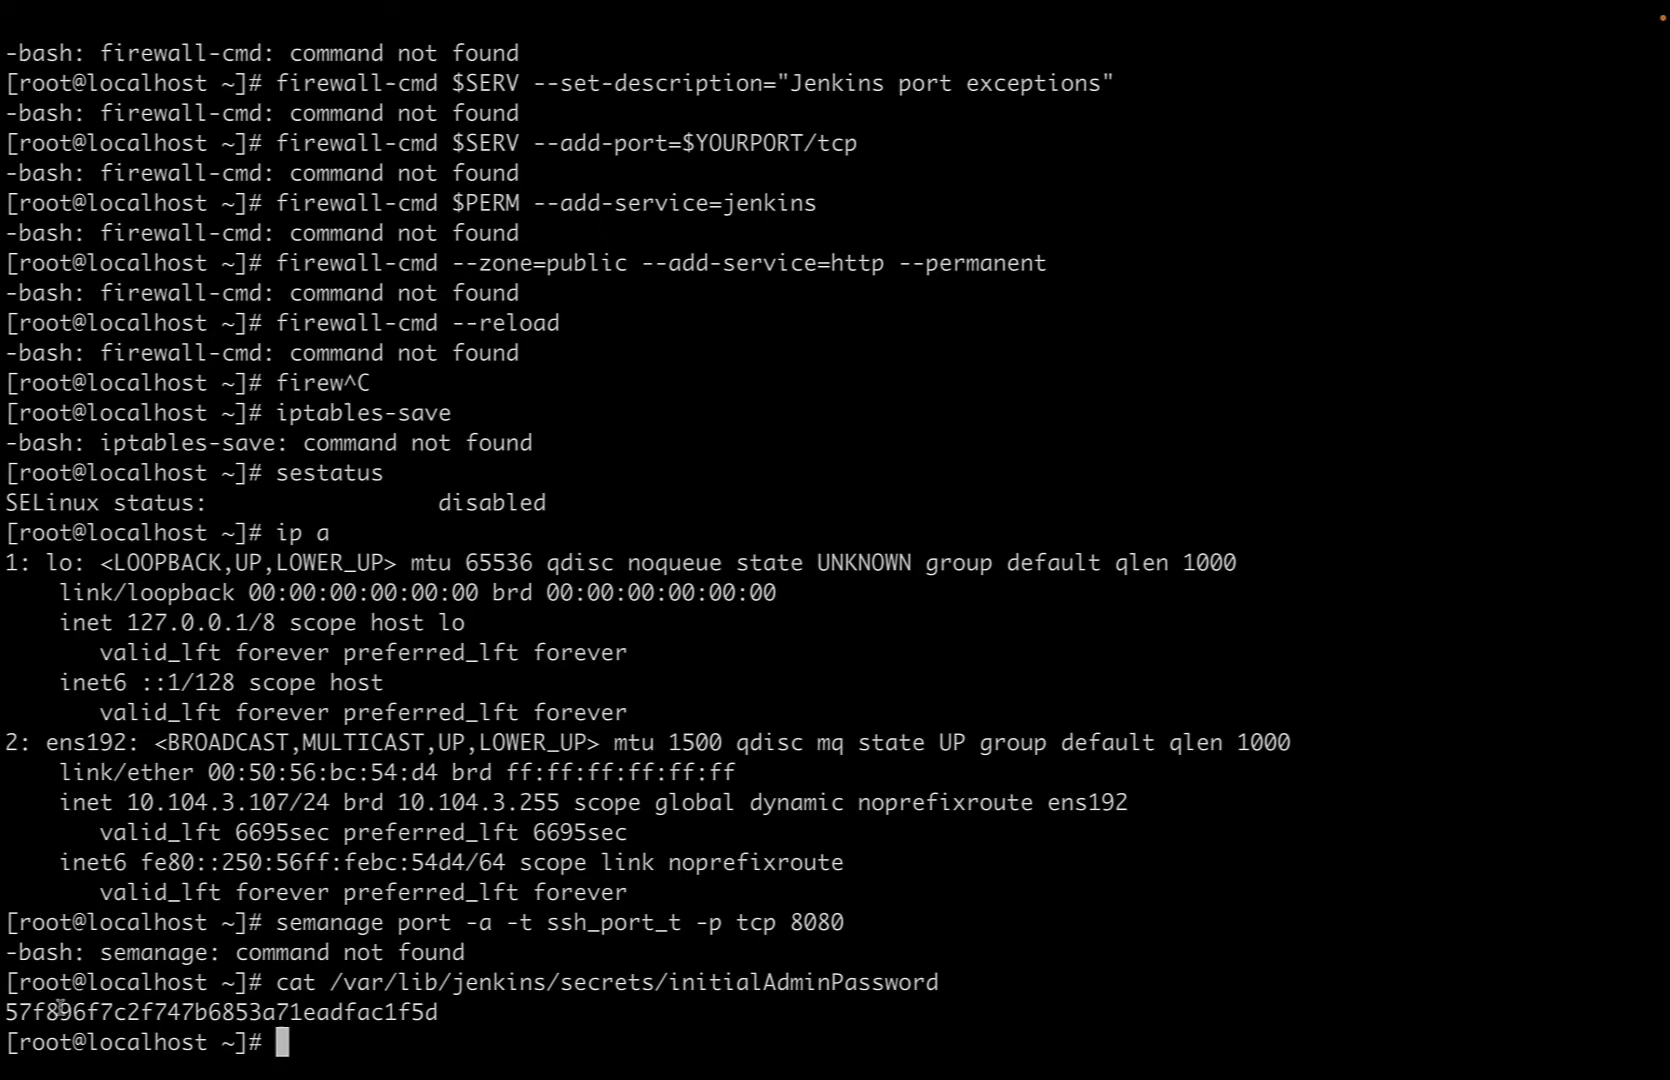 -bash: firewall-cmd: command not found
[root@localhost ~]# firewall-cmd $SERV --set-description="Jenkins port exceptions"
-bash: firewall-cmd: command not found
[root@localhost ~]# firewall-cmd $SERV --add-port=$YOURPORT/tcp
-bash: firewall-cmd: command not found
[root@localhost ~]# firewall-cmd $PERM --add-service=jenkins
-bash: firewall-cmd: command not found
[root@localhost ~]# firewall-cmd --zone=public --add-service=http --permanent
-bash: firewall-cmd: command not found
[root@localhost ~]# firewall-cmd --reload
-bash: firewall-cmd: command not found
[root@localhost ~]# firew^C
[root@localhost ~]# iptables-save
-bash: iptables-save: command not found
[root@localhost ~]# sestatus
SELinux status:                 disabled
[root@localhost ~]# ip a
1: lo: <LOOPBACK,UP,LOWER_UP> mtu 65536 qdisc noqueue state UNKNOWN group default qlen 1000
    link/loopback 00:00:00:00:00:00 brd 00:00:00:00:00:00
    inet 127.0.0.1/8 scope host lo
       valid_lft forever preferred_lft forever
    inet6 ::1/128 scope host
       valid_lft forever preferred_lft forever
2: ens192: <BROADCAST,MULTICAST,UP,LOWER_UP> mtu 1500 qdisc mq state UP group default qlen 1000
    link/ether 00:50:56:bc:54:d4 brd ff:ff:ff:ff:ff:ff
    inet 10.104.3.107/24 brd 10.104.3.255 scope global dynamic noprefixroute ens192
       valid_lft 6695sec preferred_lft 6695sec
    inet6 fe80::250:56ff:febc:54d4/64 scope link noprefixroute
       valid_lft forever preferred_lft forever
[root@localhost ~]# semanage port -a -t ssh_port_t -p tcp 8080
-bash: semanage: command not found
[root@localhost ~]# cat /var/lib/jenkins/secrets/initialAdminPassword
57f896f7c2f747b6853a71eadfac1f5d
[root@localhost ~]#